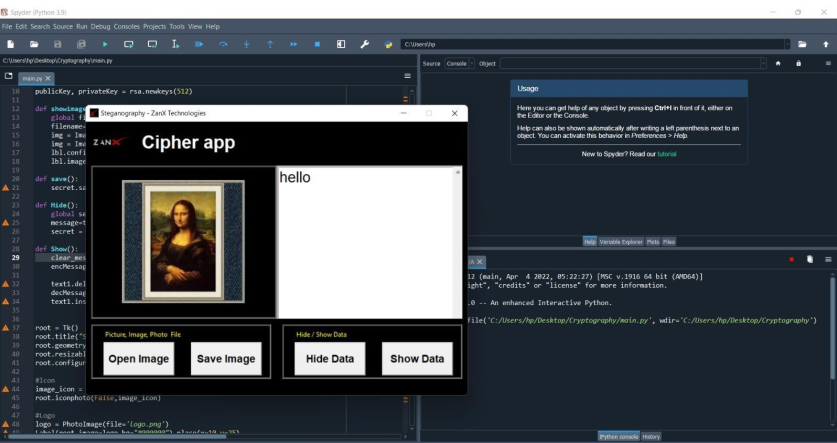 Spyder (Python 3.9)
File Edit Search Source Run Debug Consoles Projects Tools View Help
C:\Users\hp
C:\Users\hp\Desktop\Cryptography\main.py
main.py
10 publicKey, privateKey = rsa.newkeys(512)
11
12 def showimage
13 global fi
14 filename=
15 img = Ima
16 img = Ima
17 lbl.confi
18 lbl.image
19
20 def save():
21 secret.sa
22
23 def Hide():
24 global se
25 message=t
26 secret =
27
28 def Show():
29 clear_mes
30 encMessag
31
32 text1.del
33 decMessag
34 text1.ins
35
36
37 root = Tk()
38 root.title("S
39 root.geometry
40 root.resizabl
41 root.configur
42
43 #Icon
44 image_icon =
45 root.iconphoto(False,image_icon)
46
47 #Logo
48 logo = PhotoImage(file='logo.png')
Steganography - ZanX Technologies
ZANX
Cipher app
hello
Picture, Image, Photo File
Open Image
Save Image
Hide / Show Data
Hide Data
Show Data
Source Console Object
Usage
Here you can get help of any object by pressing Ctrl+I in front of it, either on
the Editor or the Console.
Help can also be shown automatically after writing a left parenthesis next to an
object. You can activate this behavior in Preferences > Help.
New to Spyder? Read our tutorial
Help Variable Explorer Plots Files
12 (main, Apr 4 2022, 05:22:27) [MSC v.1916 64 bit (AMD64)]
ight", "credits" or "license" for more information.
.0 -- An enhanced Interactive Python.
file('C:/Users/hp/Desktop/Cryptography/main.py', wdir='C:/Users/hp/Desktop/Cryptography')
IPython console History